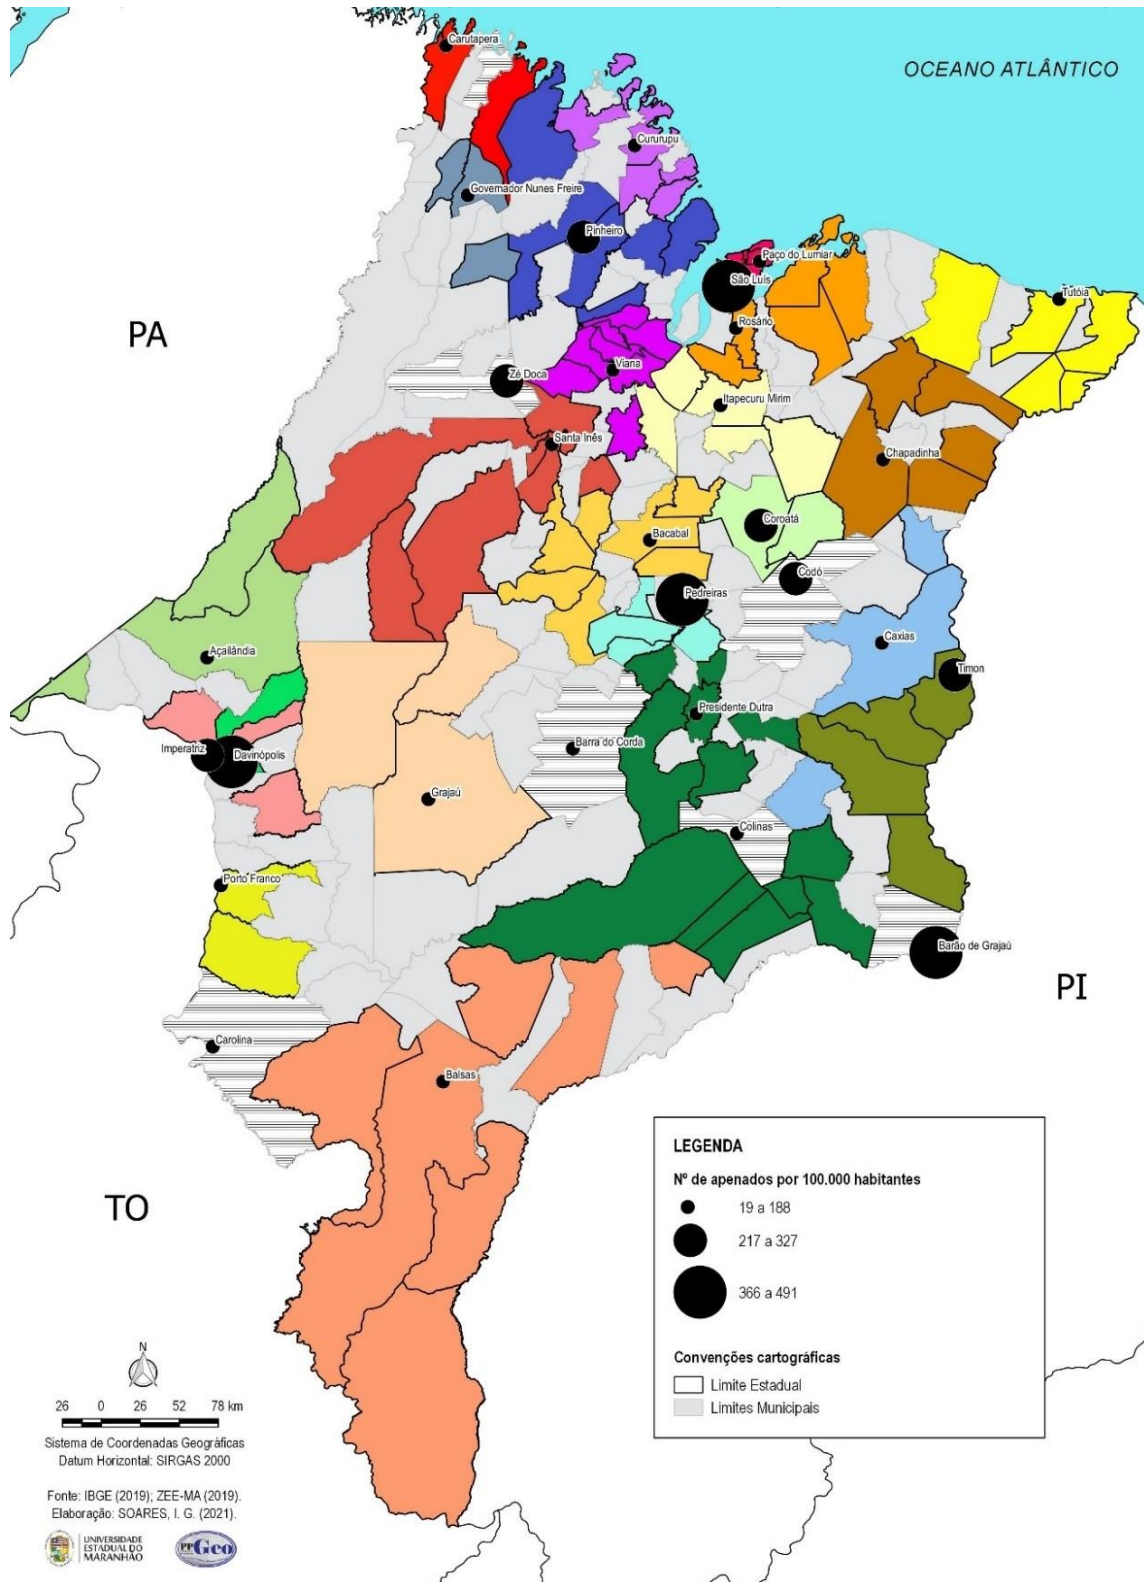 Carutapera
OCEANO ATLÂNTICO
Cururupu
Governador Nunes Freire
Pinheiro
Paço do Lumiar
São Luís
Tutóia
Rosário
PA
Viana
Zé Doca
Itapecuru Mirim
Santa Inês
Chapadinha
Coroatá
Bacabal
Codó
Pedreiras
Caxias
Açailândia
Timon
Presidente Dutra
Imperatriz
Davinópolis
Barra do Corda
Grajaú
Colinas
Porto Franco
Barão de Grajaú
PI
Carolina
Balsas
TO
LEGENDA
Nº de apenados por 100.000 habitantes
19 a 188
217 a 327
366 a 491
Convenções cartográficas
Limite Estadual
Limites Municipais
N
26 0 26 52 78 km
Sistema de Coordenadas Geográficas
Datum Horizontal: SIRGAS 2000
Fonte: IBGE (2019); ZEE-MA (2019).
Elaboração: SOARES, I. G. (2021).
UNIVERSIDADE
ESTADUAL DO
MARANHÃO
PPGeo